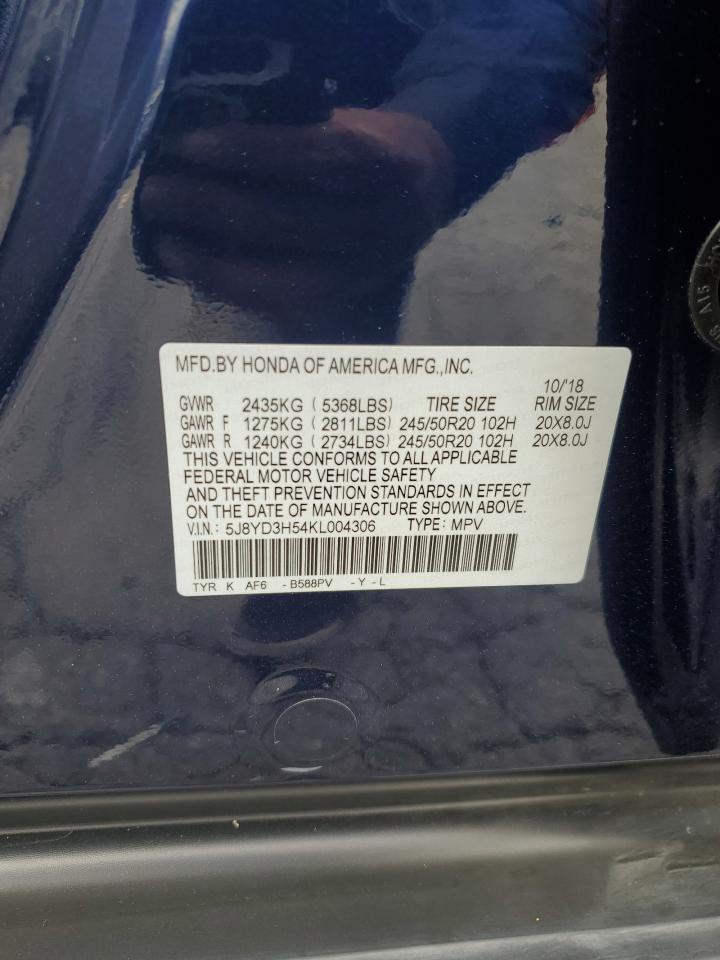 MFD.BY HONDA OF AMERICA MFG.,INC.
10/'18
GVWR 2435KG ( 5368LBS) TIRE SIZE RIM SIZE
GAWR F 1275KG ( 2811LBS) 245/50R20 102H 20X8.0J
GAWR R 1240KG ( 2734LBS) 245/50R20 102H 20X8.0J
THIS VEHICLE CONFORMS TO ALL APPLICABLE
FEDERAL MOTOR VEHICLE SAFETY
AND THEFT PREVENTION STANDARDS IN EFFECT
ON THE DATE OF MANUFACTURE SHOWN ABOVE.
V.I.N.: 5J8YD3H54KL004306 TYPE: MPV
TYR K AF6 - B588PV - Y - L
A15